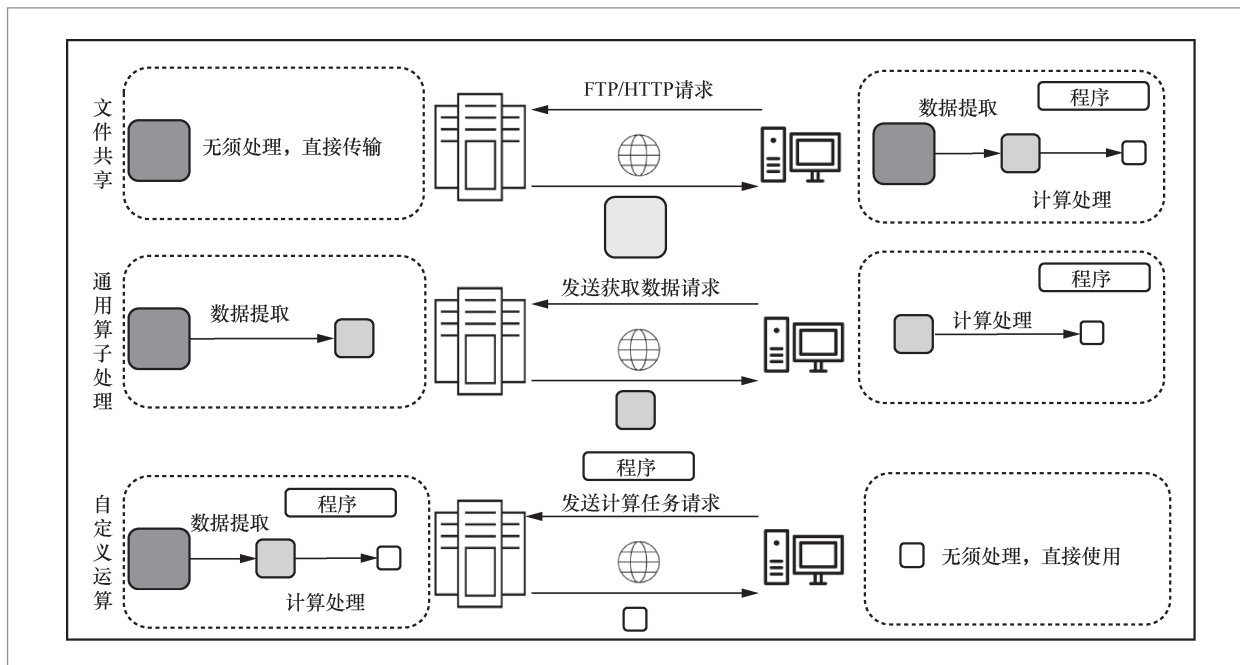 文件共享
无须处理，直接传输
FTP/HTTP请求
程序
数据提取
计算处理
通用算子处理
数据提取
发送获取数据请求
程序
计算处理
自定义运算
程序
数据提取
计算处理
程序
发送计算任务请求
无须处理，直接使用